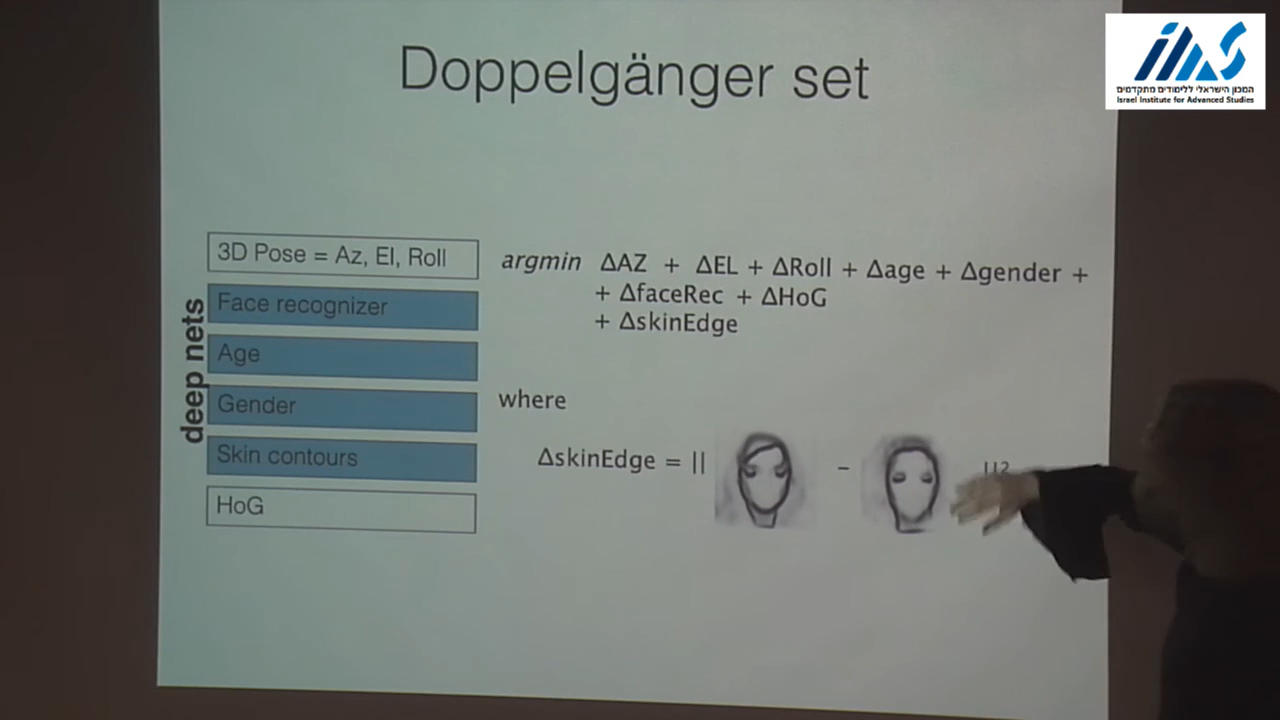 Doppelgänger set
המכון הישראלי ללימודים מתקדמים
Israel Institute for Advanced Studies
deep nets
3D Pose = Az, El, Roll
Face recognizer
Age
Gender
Skin contours
HoG
argmin ΔAZ + ΔEL + ΔRoll + Δage + Δgender +
+ ΔfaceRec + ΔHoG
+ ΔskinEdge
where
ΔskinEdge = || - ||2